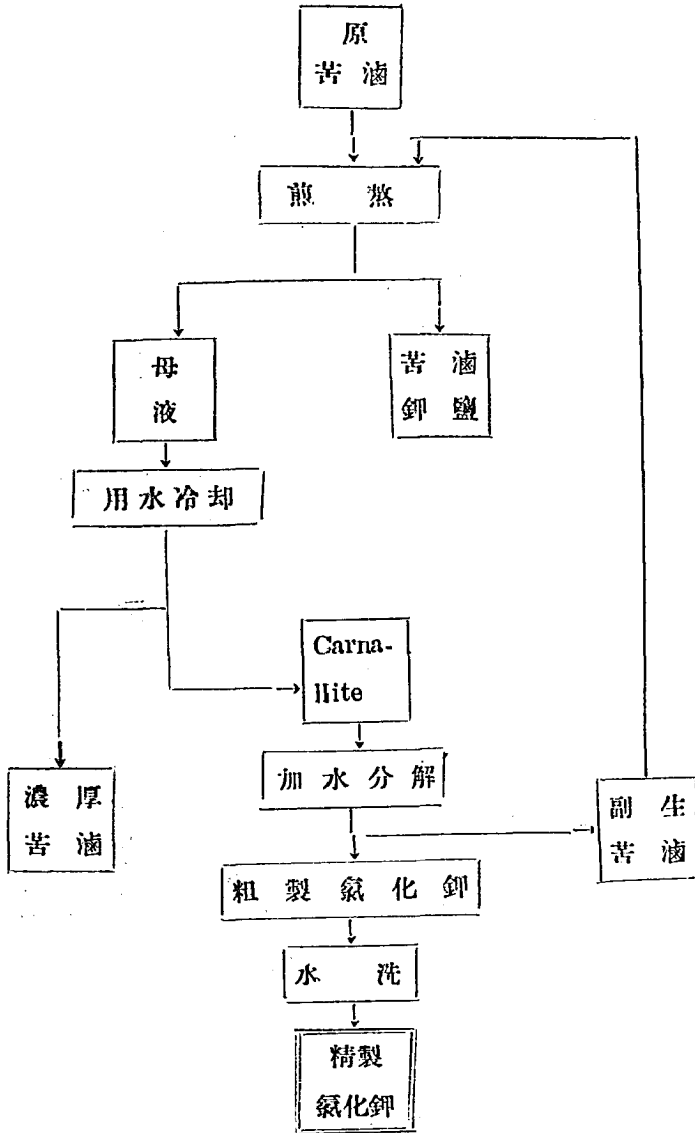 原
苦滷
煎熬
母
液
苦滷
鉀鹽
用水冷却
Carna-
llite
濃厚
苦滷
加水分解
副生
苦滷
粗製氯化鉀
水洗
精製
氯化鉀